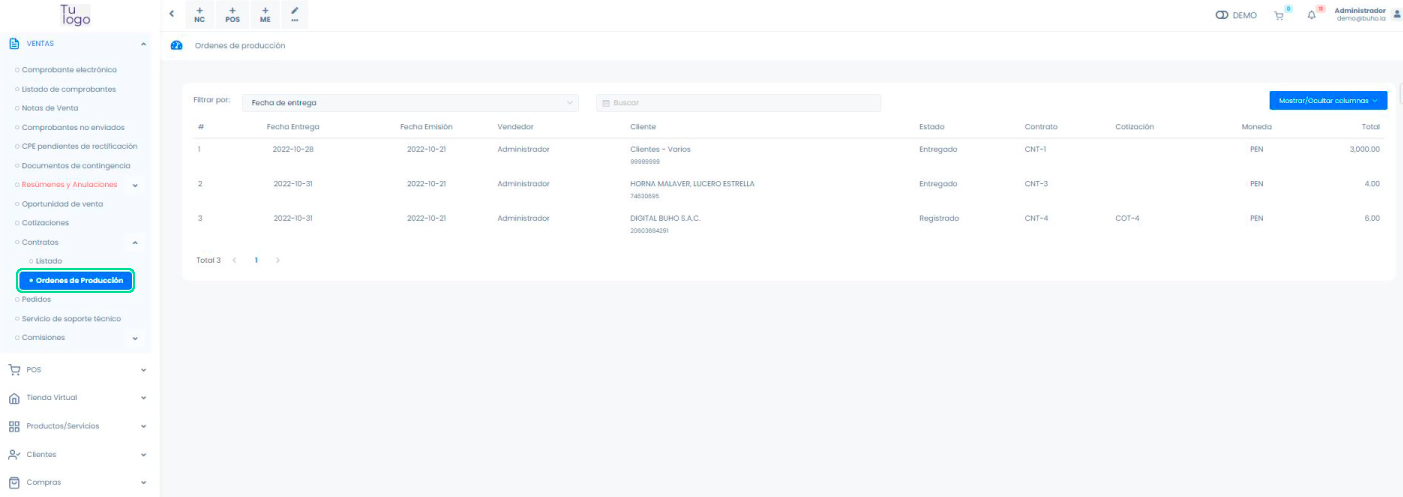 Tu
logo
NC POS ME ...
DEMO 0 11 Administrador
demo@buho.la
VENTAS
Ordenes de producción
Comprobante electrónico
Listado de comprobantes
Notas de Venta
Comprobantes no enviados
CPE pendientes de rectificación
Documentos de contingencia
Resúmenes y Anulaciones
Oportunidad de venta
Cotizaciones
Contratos
Listado
Ordenes de Producción
Pedidos
Servicio de soporte técnico
Comisiones
POS
Tienda Virtual
Productos/Servicios
Clientes
Compras
Filtrar por: Fecha de entrega Buscar Mostrar/Ocultar columnas
# Fecha Entrega Fecha Emisión Vendedor Cliente Estado Contrato Cotización Moneda Total
1 2022-10-28 2022-10-21 Administrador Clientes - Varios Entregado CNT-1 PEN 3,000.00
99999999
2 2022-10-31 2022-10-21 Administrador HORNA MALAVER, LUCERO ESTRELLA Entregado CNT-3 PEN 4.00
74639695
3 2022-10-31 2022-10-21 Administrador DIGITAL BUHO S.A.C. Registrado CNT-4 COT-4 PEN 6.00
20603694291
Total 3 < 1 >